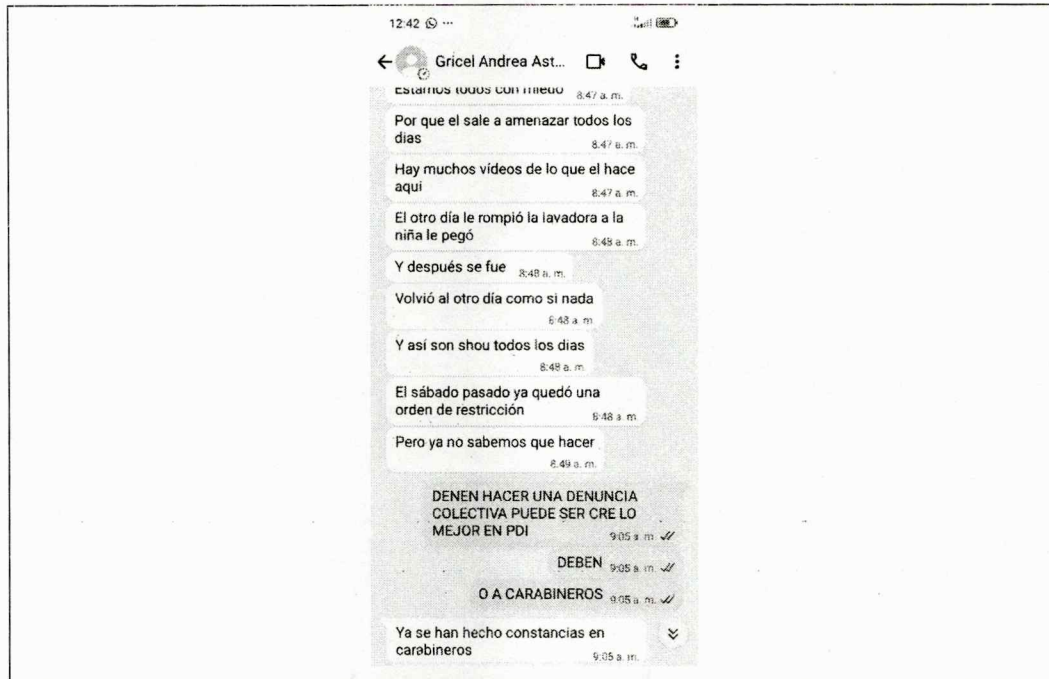 12:42 ...
Gricel Andrea Ast...
Estamos todos con miedo 8:47 a. m.
Por que el sale a amenazar todos los
dias
8:47 a. m.
Hay muchos vídeos de lo que el hace
aqui
8:47 a. m.
El otro día le rompió la lavadora a la
niña le pegó
8:48 a. m.
Y después se fue 8:48 a. m.
Volvió al otro día como si nada
8:48 a. m.
Y así son shou todos los dias
8:48 a. m.
El sábado pasado ya quedó una
orden de restricción
8:48 a. m.
Pero ya no sabemos que hacer
8:49 a. m.
DENEN HACER UNA DENUNCIA
COLECTIVA PUEDE SER CRE LO
MEJOR EN PDI
9:05 a. m.
DEBEN 9:05 a. m.
O A CARABINEROS 9:05 a. m.
Ya se han hecho constancias en
carabineros
9:05 a. m.